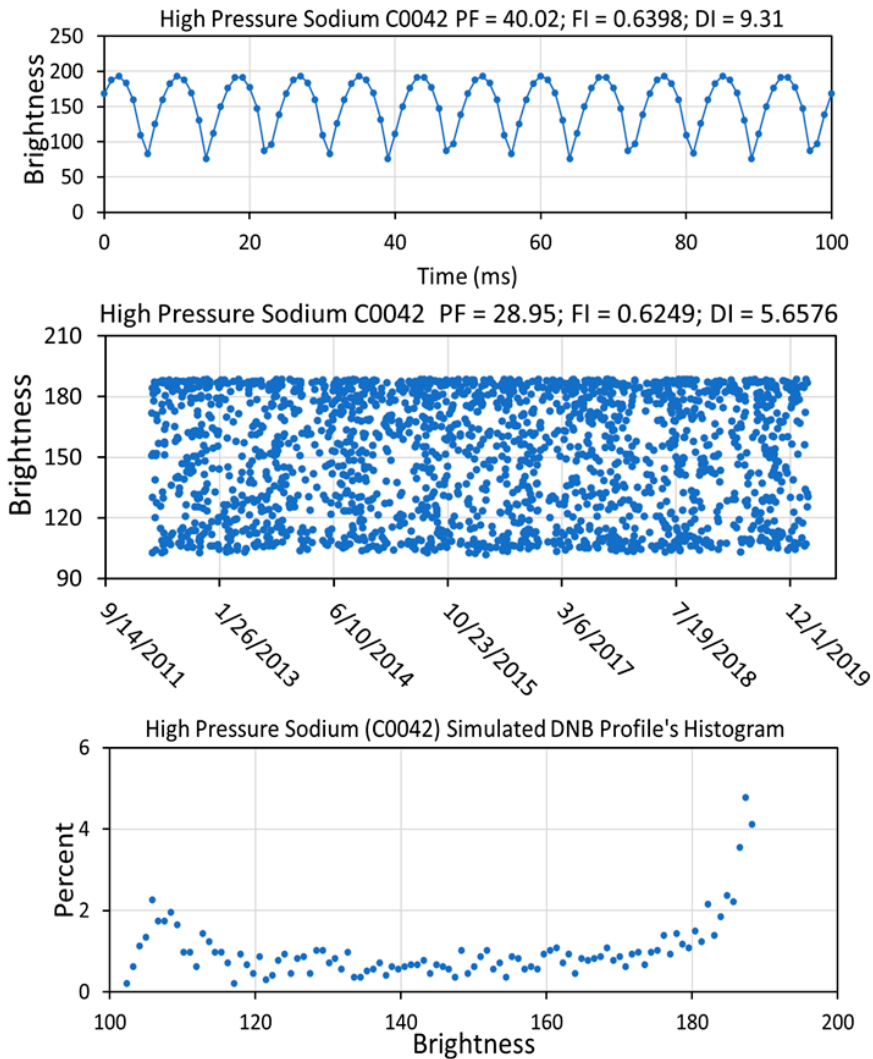 High Pressure Sodium C0042 PF = 40.02; FI = 0.6398; DI = 9.31
250
200
150
100
50
0
Brightness
0 20 40 60 80 100
Time (ms)
High Pressure Sodium C0042 PF = 28.95; FI = 0.6249; DI = 5.6576
210
180
150
120
90
Brightness
9/14/2011 1/26/2013 6/10/2014 10/23/2015 3/6/2017 7/19/2018 12/1/2019
High Pressure Sodium (C0042) Simulated DNB Profile's Histogram
6
4
2
0
Percent
100 120 140 160 180 200
Brightness